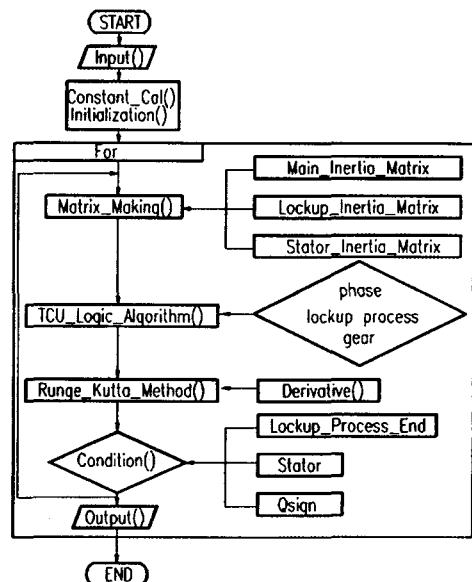 START
Input()
Constant_Cal()
Initialization()
For
Matrix_Making()
Main_Inertia_Matrix
Lockup_Inertia_Matrix
Stator_Inertia_Matrix
TCU_Logic_Algorithm()
phase
lockup process
gear
Runge_Kutta_Method()
Derivative()
Condition()
Lockup_Process_End
Stator
Qsign
Output()
END